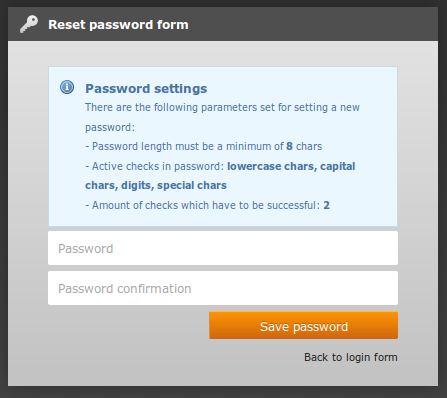 Reset password form
Password settings
There are the following parameters set for setting a new
password:
- Password length must be a minimum of 8 chars
- Active checks in password: lowercase chars, capital
chars, digits, special chars
- Amount of checks which have to be successful: 2
Password
Password confirmation
Save password
Back to login form